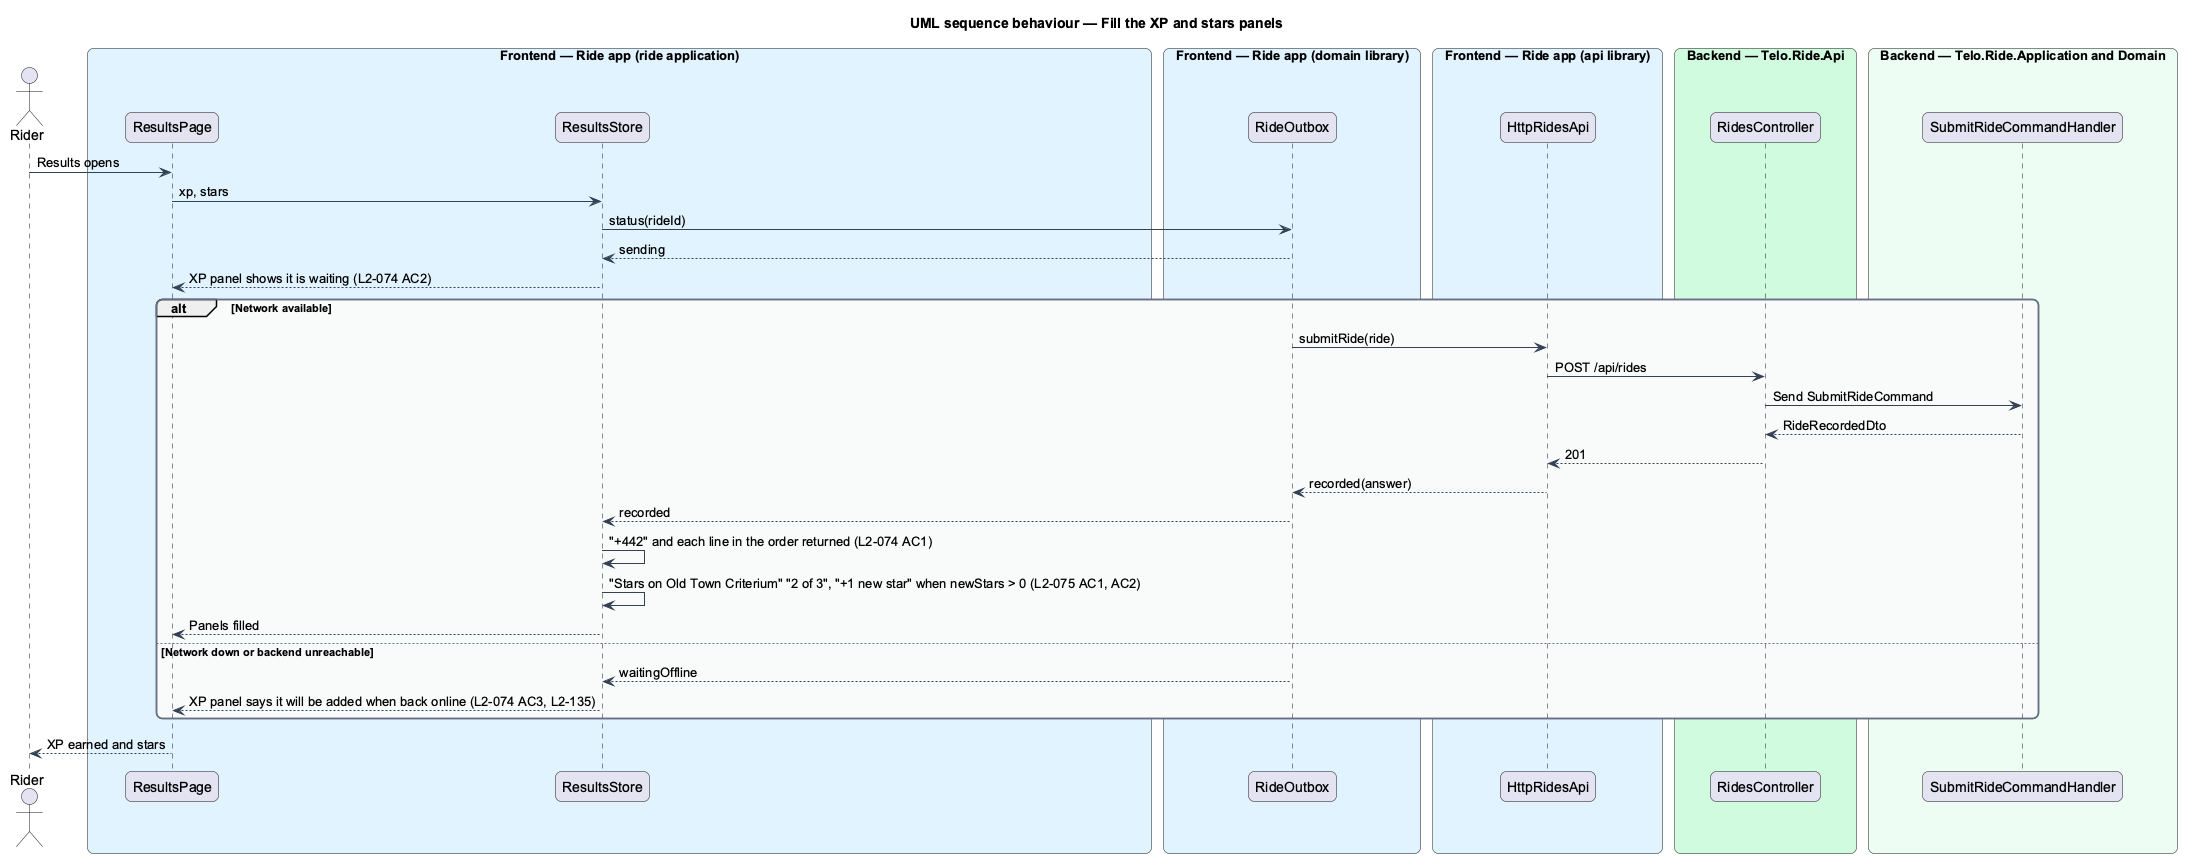 UML sequence behaviour — Fill the XP and stars panels
Frontend — Ride app (ride application)
Frontend — Ride app (domain library)
Frontend — Ride app (api library)
Backend — Telo.Ride.Api
Backend — Telo.Ride.Application and Domain
Rider
ResultsPage
ResultsStore
RideOutbox
HttpRidesApi
RidesController
SubmitRideCommandHandler
Results opens
xp, stars
status(rideId)
sending
XP panel shows it is waiting (L2-074 AC2)
alt
[Network available]
submitRide(ride)
POST /api/rides
Send SubmitRideCommand
RideRecordedDto
201
recorded(answer)
recorded
"+442" and each line in the order returned (L2-074 AC1)
"Stars on Old Town Criterium" "2 of 3", "+1 new star" when newStars > 0 (L2-075 AC1, AC2)
Panels filled
[Network down or backend unreachable]
waitingOffline
XP panel says it will be added when back online (L2-074 AC3, L2-135)
XP earned and stars
Rider
ResultsPage
ResultsStore
RideOutbox
HttpRidesApi
RidesController
SubmitRideCommandHandler